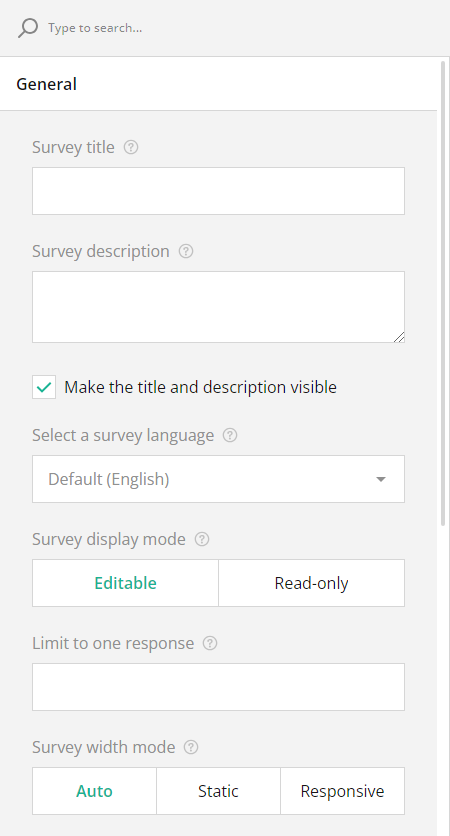 Type to search...
General
Survey title ?
Survey description ?
Make the title and description visible
Select a survey language ?
Default (English)
Survey display mode ?
Editable Read-only
Limit to one response ?
Survey width mode ?
Auto Static Responsive